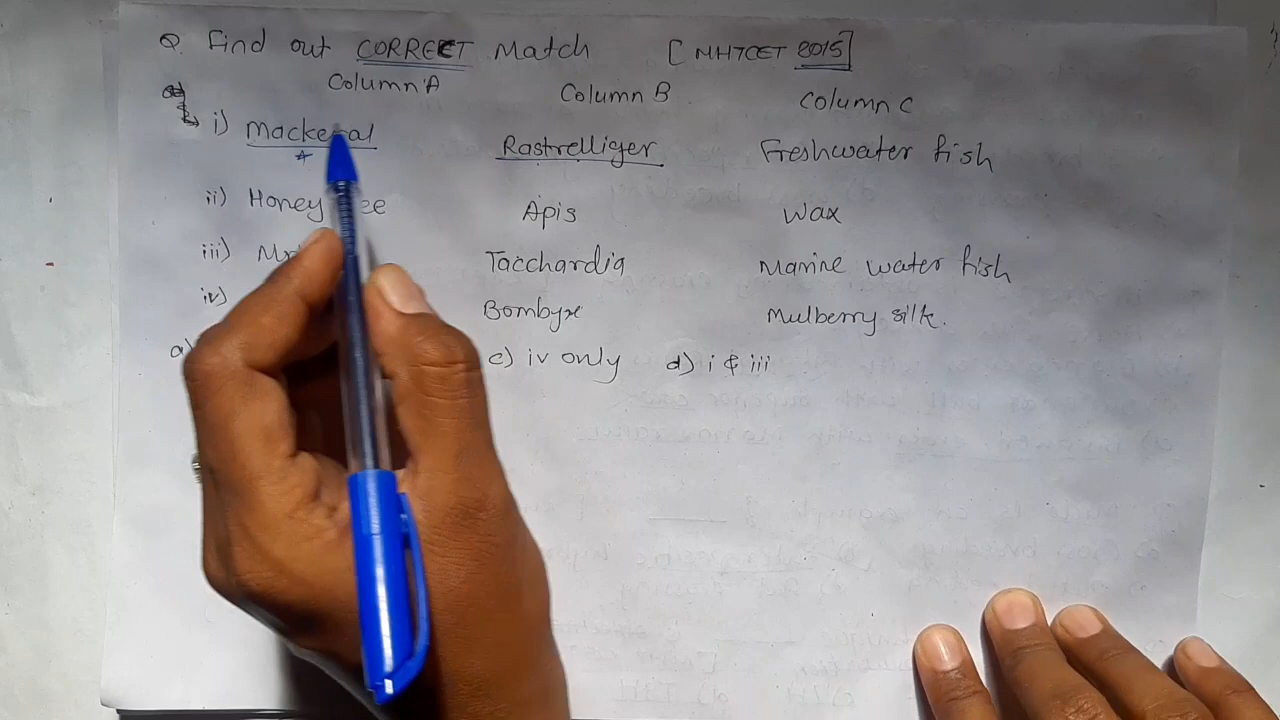 Q. Find out CORRECT Match [MHTCET 2015]
Column A Column B Column C
i) Mackeral Rastrelliger Freshwater fish
ii) Honey Apis Wax
iii) Tacchardia Marine water fish
iv) Bombyx Mulberry silk.
a) c) iv only d) i & iii